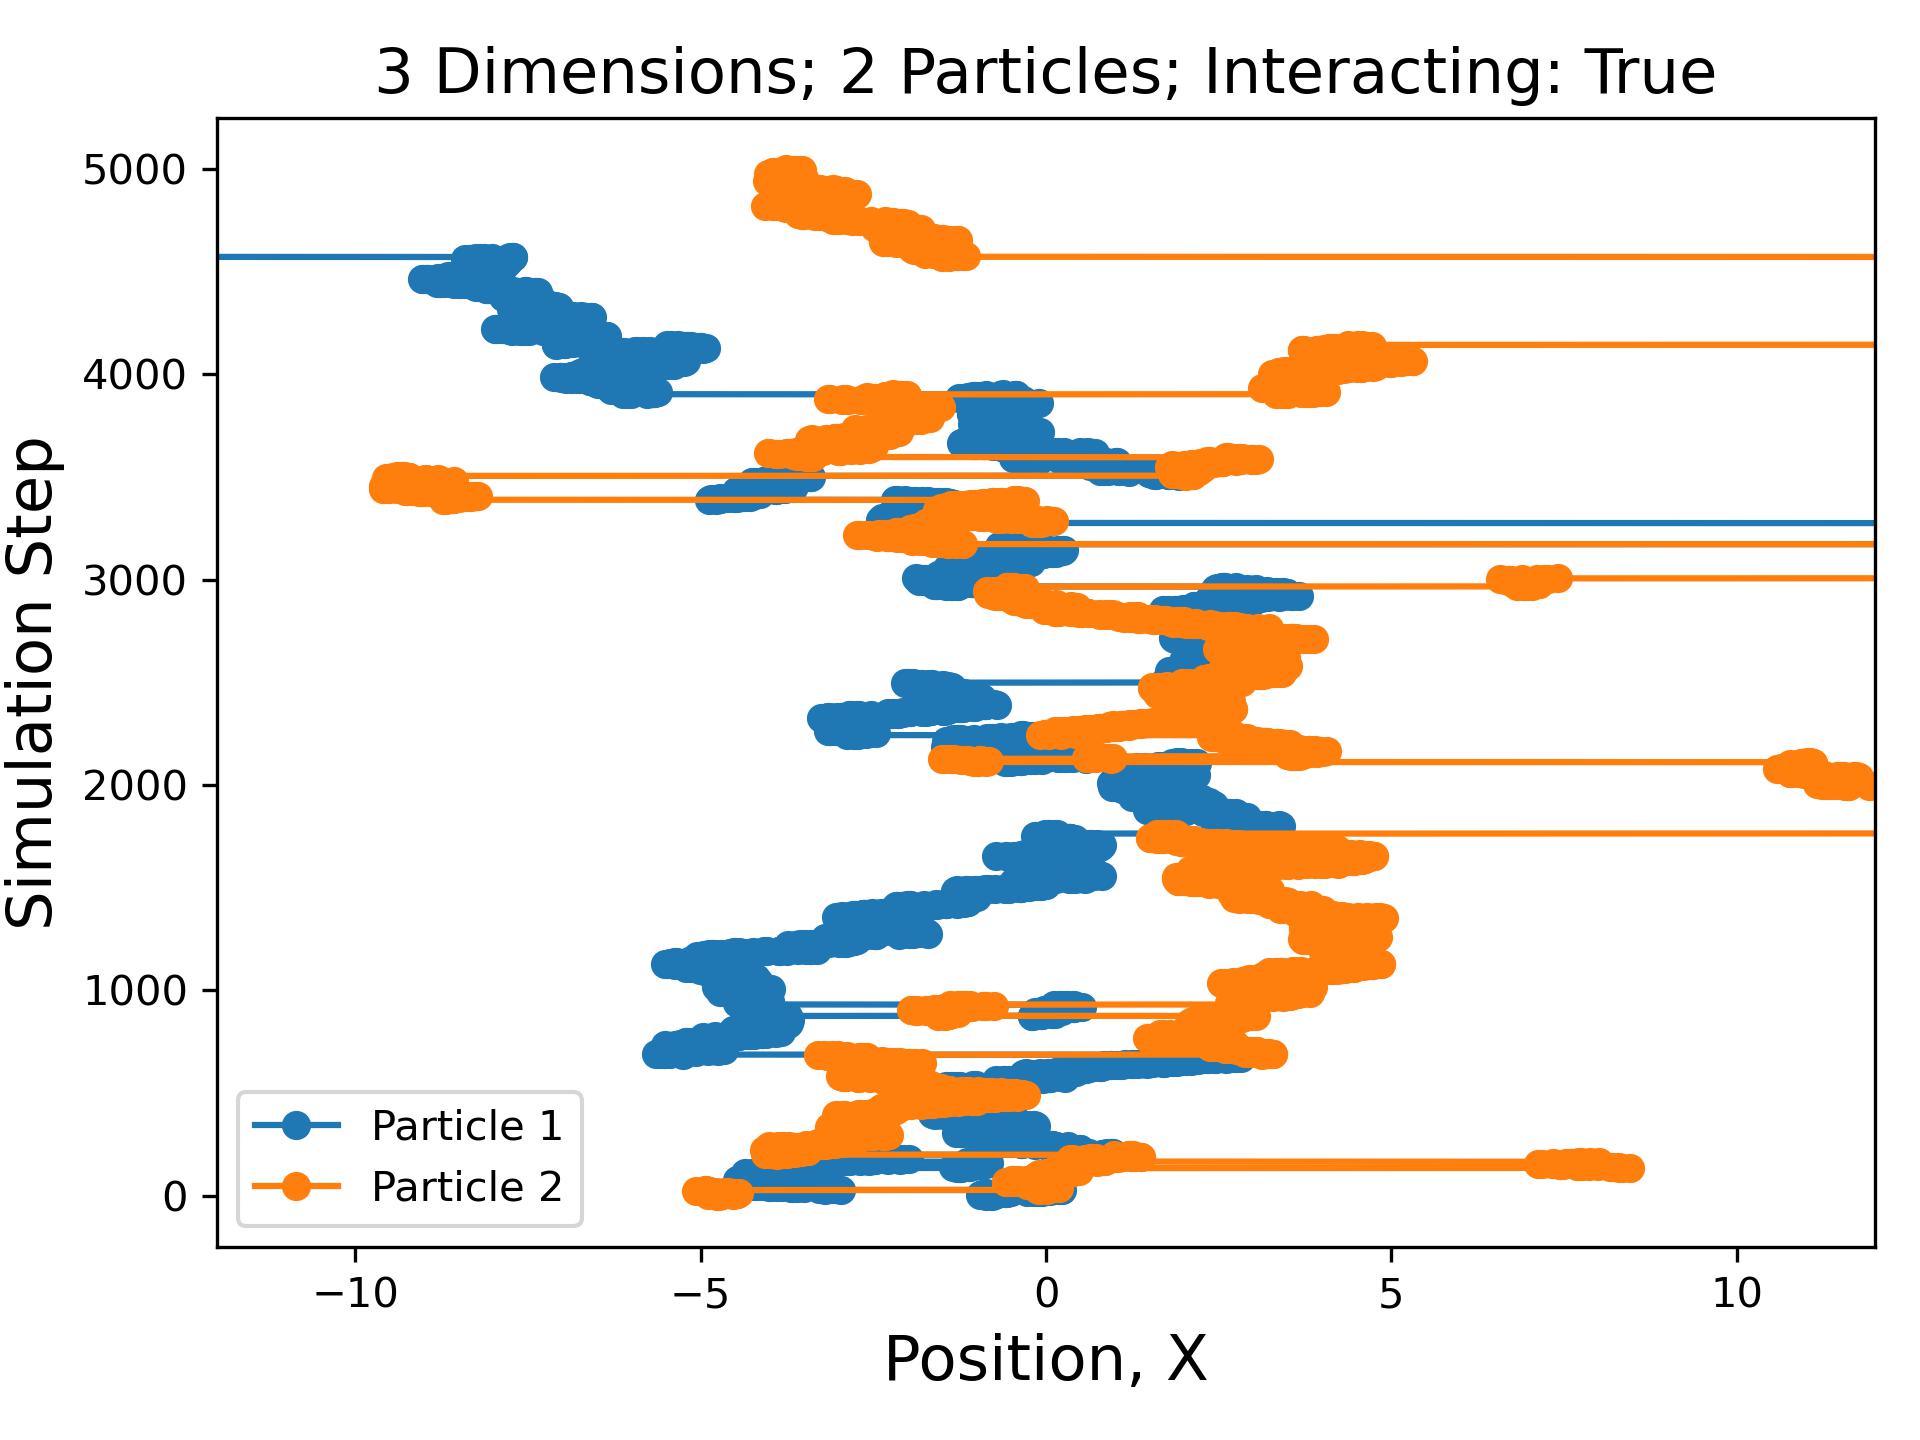 3 Dimensions; 2 Particles; Interacting: True
Simulation Step
5000
4000
3000
2000
1000
0
Particle 1
Particle 2
−10
−5
0
5
10
Position, X